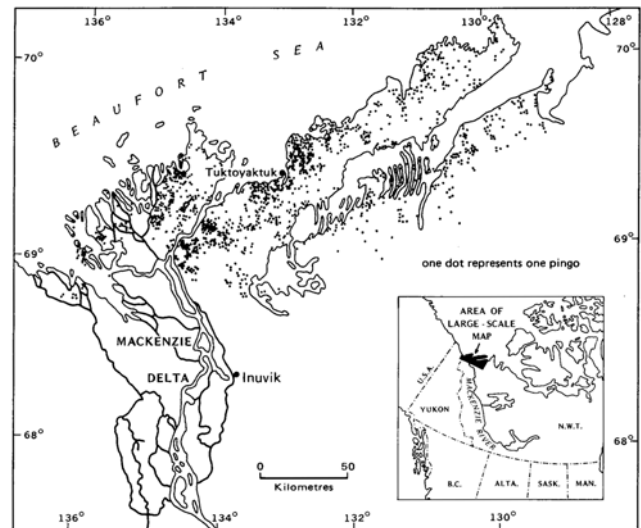 136° 134° 132° 130° 128°
70°
70°
BEAUFORT SEA
Tuktoyaktuk
69°
69°
one dot represents one pingo
MACKENZIE
DELTA
Inuvik
68°
68°
0 50
Kilometres
136° 134° 132° 130°
AREA OF
LARGE-SCALE
MAP
U.S.A.
YUKON
MACKENZIE RIVER
N.W.T.
B.C. ALTA. SASK. MAN.